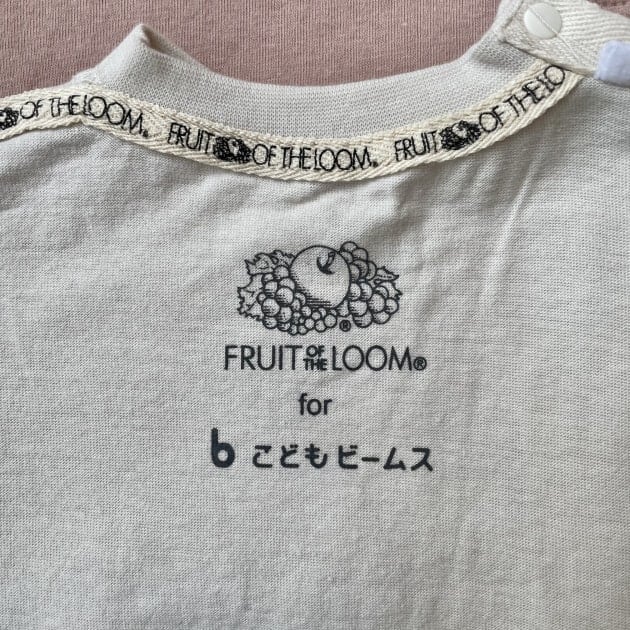 OF THE LOOM® FRUIT OF THE LOOM® FRUIT OF THE LOOM
®
FRUIT OF THE LOOM®
for
b こどもビームス